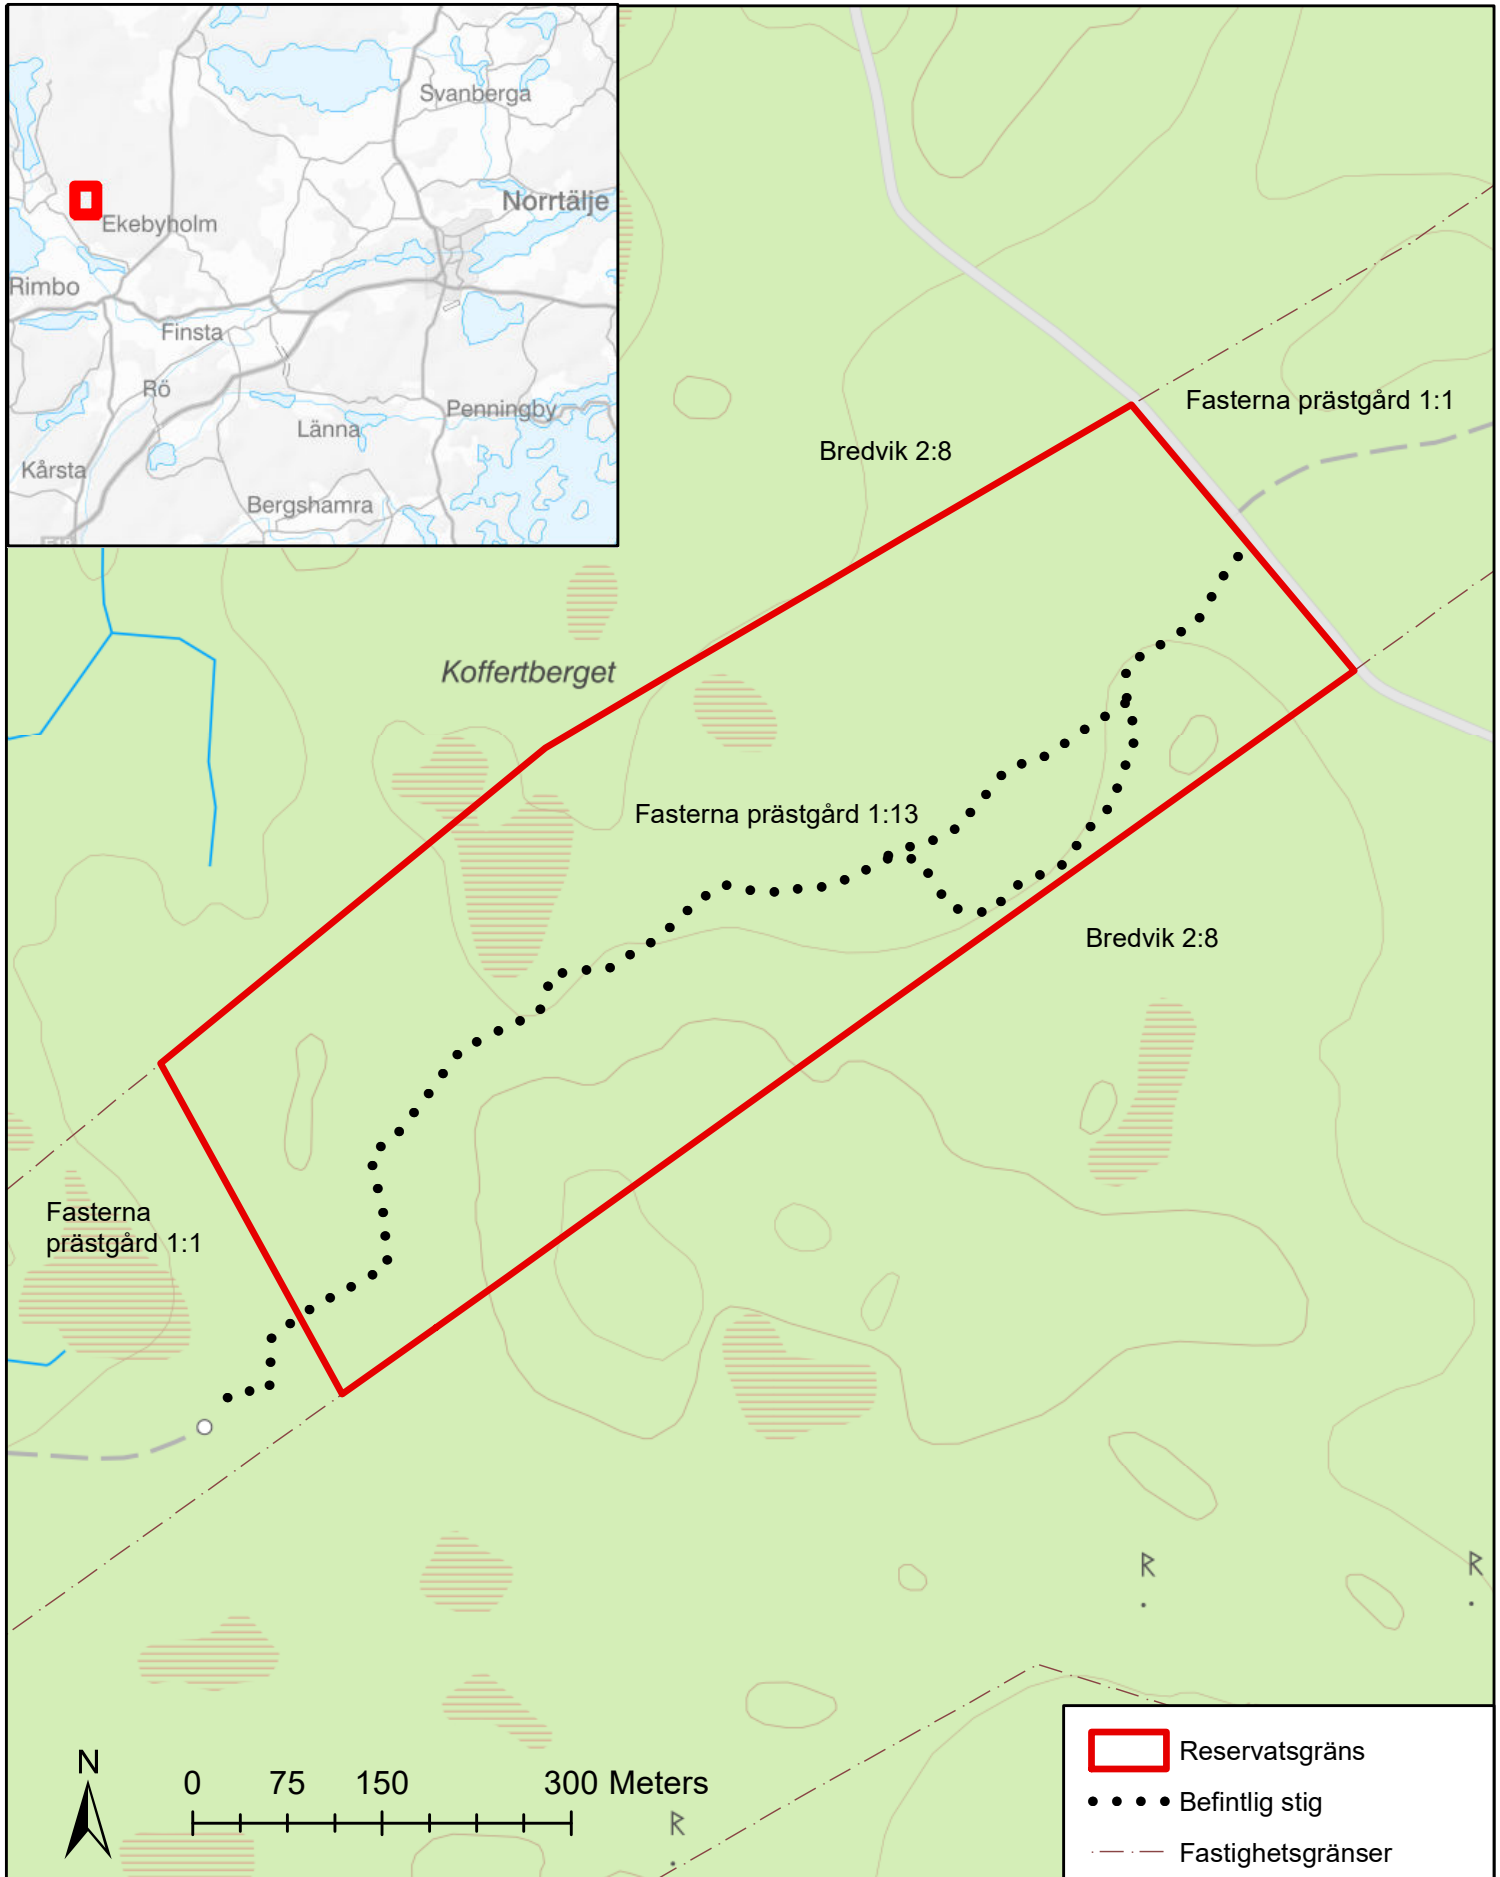 Svanberga
Norrtälje
Ekebyholm
Rimbo
Finsta
Rö
Penningby
Länna
Kårsta
Bergshamra
Fasterna prästgård 1:1
Bredvik 2:8
Koffertberget
Fasterna prästgård 1:13
Bredvik 2:8
Fasterna
prästgård 1:1
N
0 75 150 300 Meters
Reservatsgräns
Befintlig stig
Fastighetsgränser